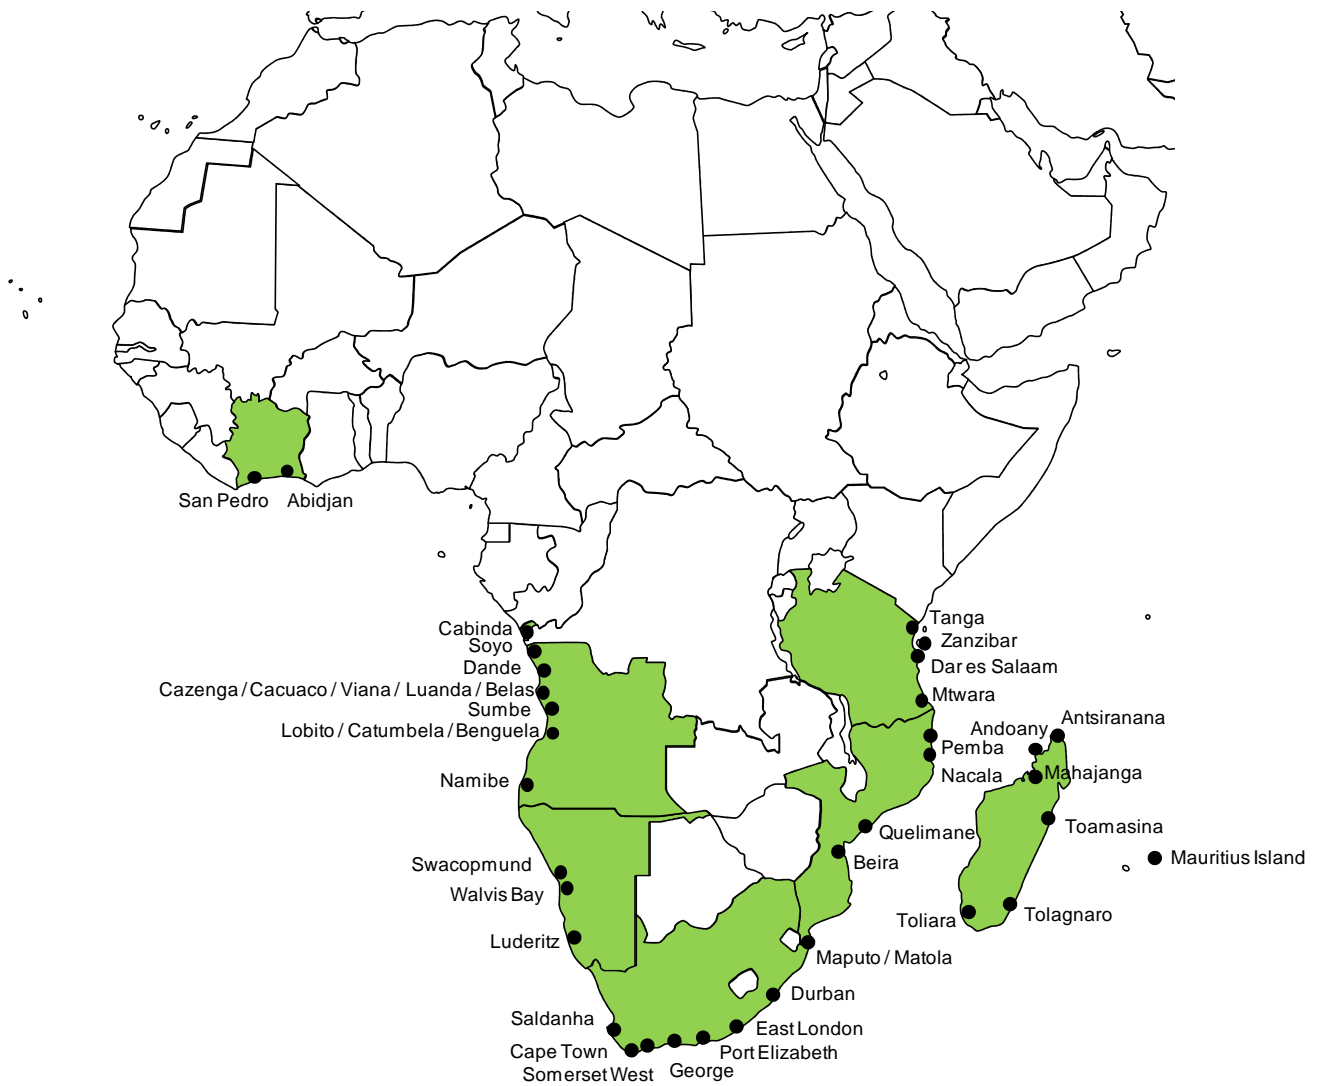 San Pedro
Abidjan
Cabinda
Soyo
Dande
Cazenga / Cacuaco / Viana / Luanda / Belas
Sumbe
Lobito / Catumbela / Benguela
Namibe
Swacopmund
Walvis Bay
Luderitz
Saldanha
Cape Town
Somerset West
George
Port Elizabeth
East London
Durban
Maputo / Matola
Beira
Quelimane
Nacala
Pemba
Mtwara
Dar es Salaam
Zanzibar
Tanga
Antsiranana
Andoany
Mahajanga
Toamasina
Mauritius Island
Tolagnaro
Toliara